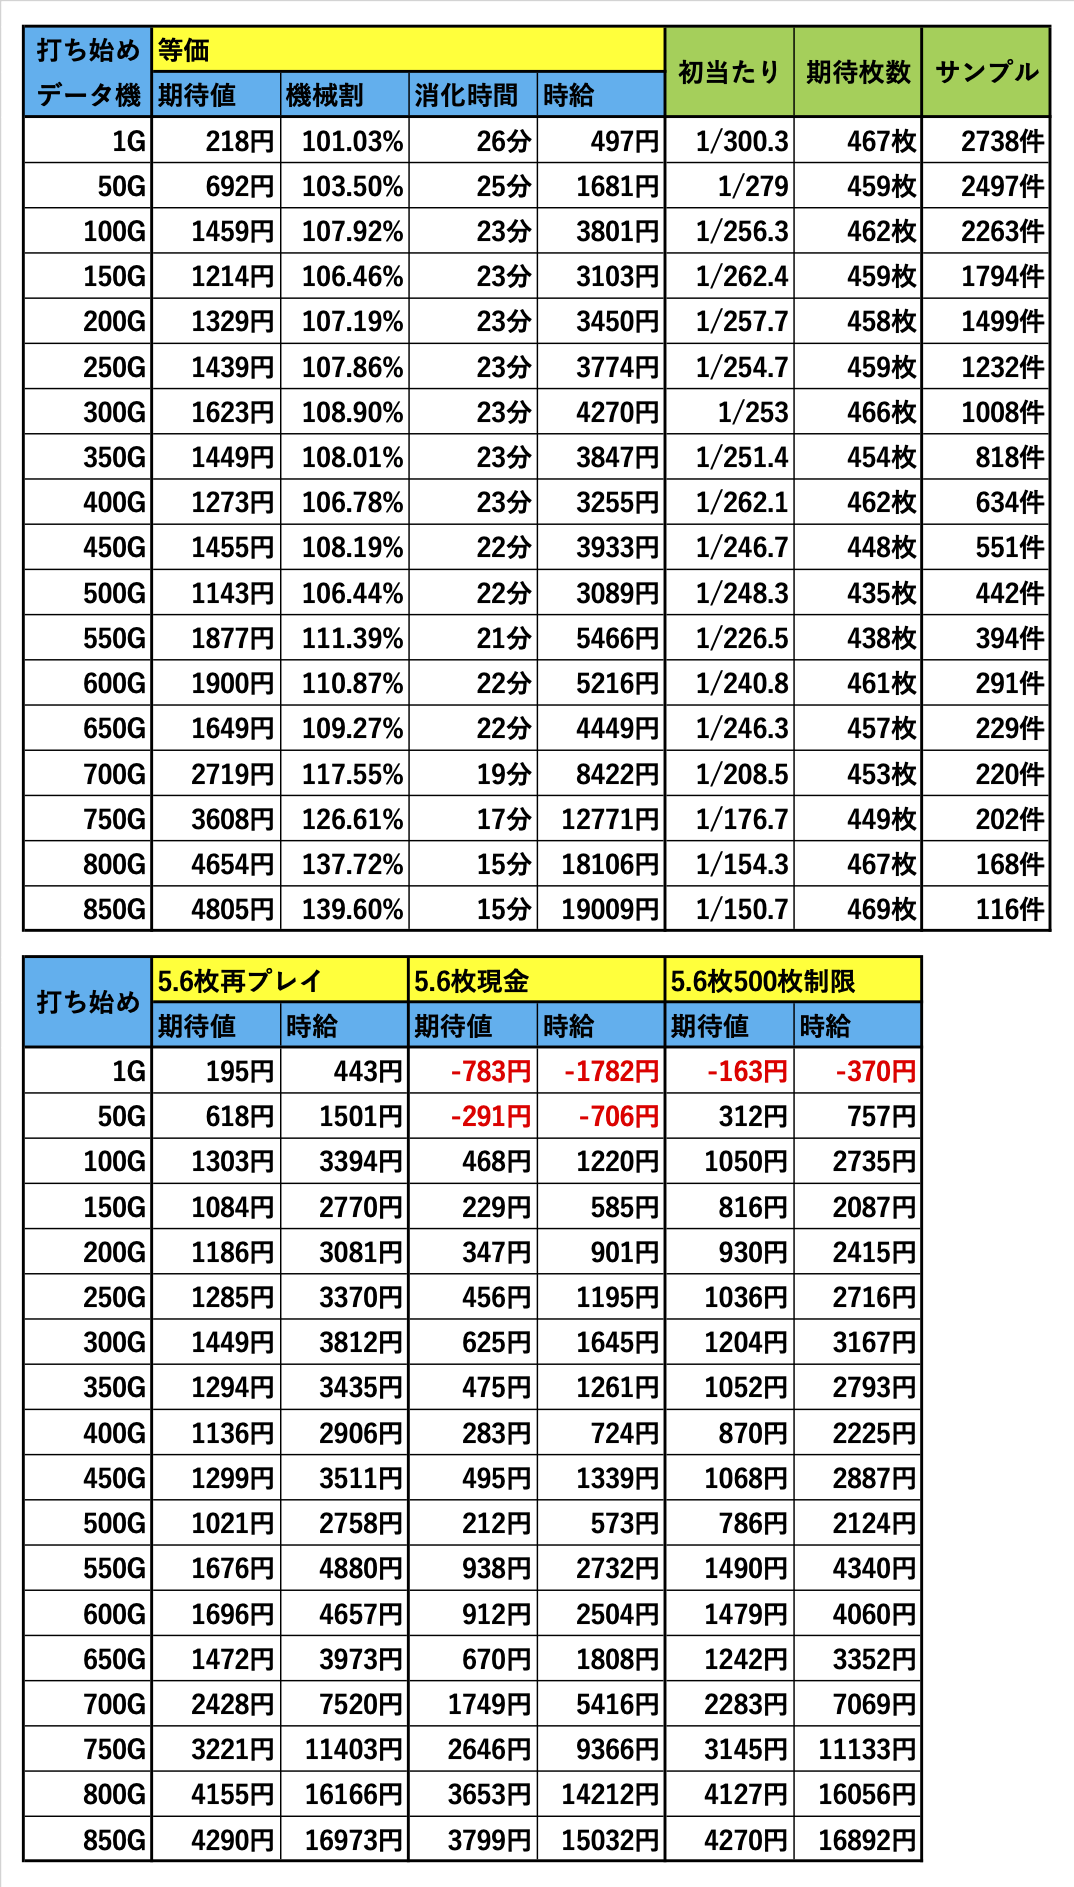 打ち始め 等価 初当たり 期待枚数 サンプル
データ機 期待値 機械割 消化時間 時給
1G 218円 101.03% 26分 497円 1/300.3 467枚 2738件
50G 692円 103.50% 25分 1681円 1/279 459枚 2497件
100G 1459円 107.92% 23分 3801円 1/256.3 462枚 2263件
150G 1214円 106.46% 23分 3103円 1/262.4 459枚 1794件
200G 1329円 107.19% 23分 3450円 1/257.7 458枚 1499件
250G 1439円 107.86% 23分 3774円 1/254.7 459枚 1232件
300G 1623円 108.90% 23分 4270円 1/253 466枚 1008件
350G 1449円 108.01% 23分 3847円 1/251.4 454枚 818件
400G 1273円 106.78% 23分 3255円 1/262.1 462枚 634件
450G 1455円 108.19% 22分 3933円 1/246.7 448枚 551件
500G 1143円 106.44% 22分 3089円 1/248.3 435枚 442件
550G 1877円 111.39% 21分 5466円 1/226.5 438枚 394件
600G 1900円 110.87% 22分 5216円 1/240.8 461枚 291件
650G 1649円 109.27% 22分 4449円 1/246.3 457枚 229件
700G 2719円 117.55% 19分 8422円 1/208.5 453枚 220件
750G 3608円 126.61% 17分 12771円 1/176.7 449枚 202件
800G 4654円 137.72% 15分 18106円 1/154.3 467枚 168件
850G 4805円 139.60% 15分 19009円 1/150.7 469枚 116件
打ち始め 5.6枚再プレイ 5.6枚現金 5.6枚500枚制限
期待値 時給 期待値 時給 期待値 時給
1G 195円 443円 -783円 -1782円 -163円 -370円
50G 618円 1501円 -291円 -706円 312円 757円
100G 1303円 3394円 468円 1220円 1050円 2735円
150G 1084円 2770円 229円 585円 816円 2087円
200G 1186円 3081円 347円 901円 930円 2415円
250G 1285円 3370円 456円 1195円 1036円 2716円
300G 1449円 3812円 625円 1645円 1204円 3167円
350G 1294円 3435円 475円 1261円 1052円 2793円
400G 1136円 2906円 283円 724円 870円 2225円
450G 1299円 3511円 495円 1339円 1068円 2887円
500G 1021円 2758円 212円 573円 786円 2124円
550G 1676円 4880円 938円 2732円 1490円 4340円
600G 1696円 4657円 912円 2504円 1479円 4060円
650G 1472円 3973円 670円 1808円 1242円 3352円
700G 2428円 7520円 1749円 5416円 2283円 7069円
750G 3221円 11403円 2646円 9366円 3145円 11133円
800G 4155円 16166円 3653円 14212円 4127円 16056円
850G 4290円 16973円 3799円 15032円 4270円 16892円